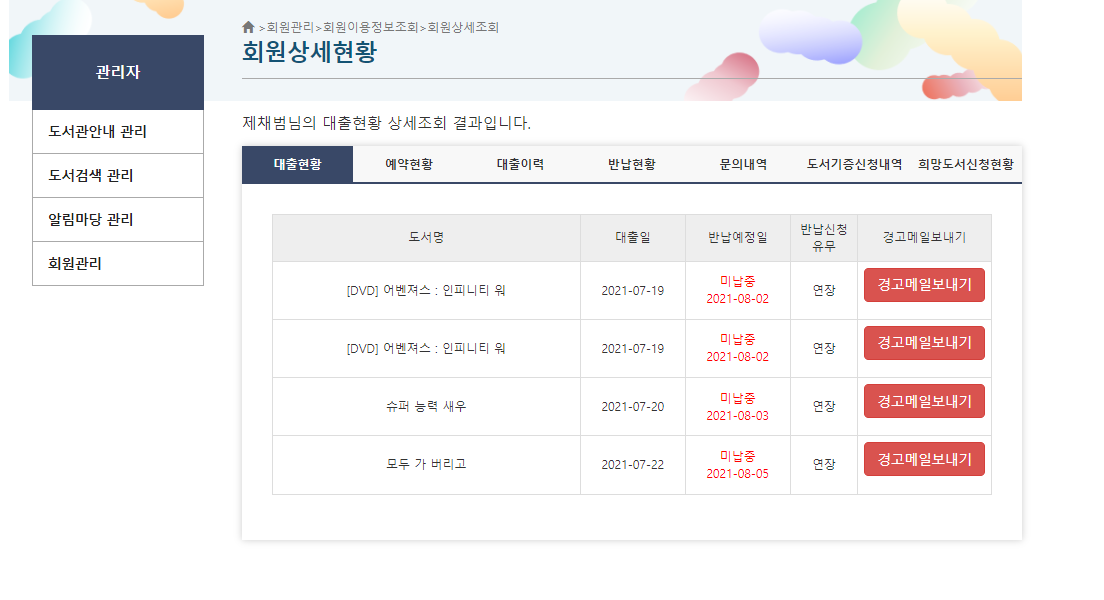 >회원관리>회원이용정보조회>회원상세조회
회원상세현황
관리자
도서관안내 관리
도서검색 관리
알림마당 관리
회원관리
제채범님의 대출현황 상세조회 결과입니다.
대출현황 예약현황 대출이력 반납현황 문의내역 도서기증신청내역 희망도서신청현황
도서명 대출일 반납예정일 반납신청 유무 경고메일보내기
[DVD] 어벤져스 : 인피니티 워 2021-07-19 미납중 2021-08-02 연장 경고메일보내기
[DVD] 어벤져스 : 인피니티 워 2021-07-19 미납중 2021-08-02 연장 경고메일보내기
슈퍼 능력 새우 2021-07-20 미납중 2021-08-03 연장 경고메일보내기
모두 가 버리고 2021-07-22 미납중 2021-08-05 연장 경고메일보내기